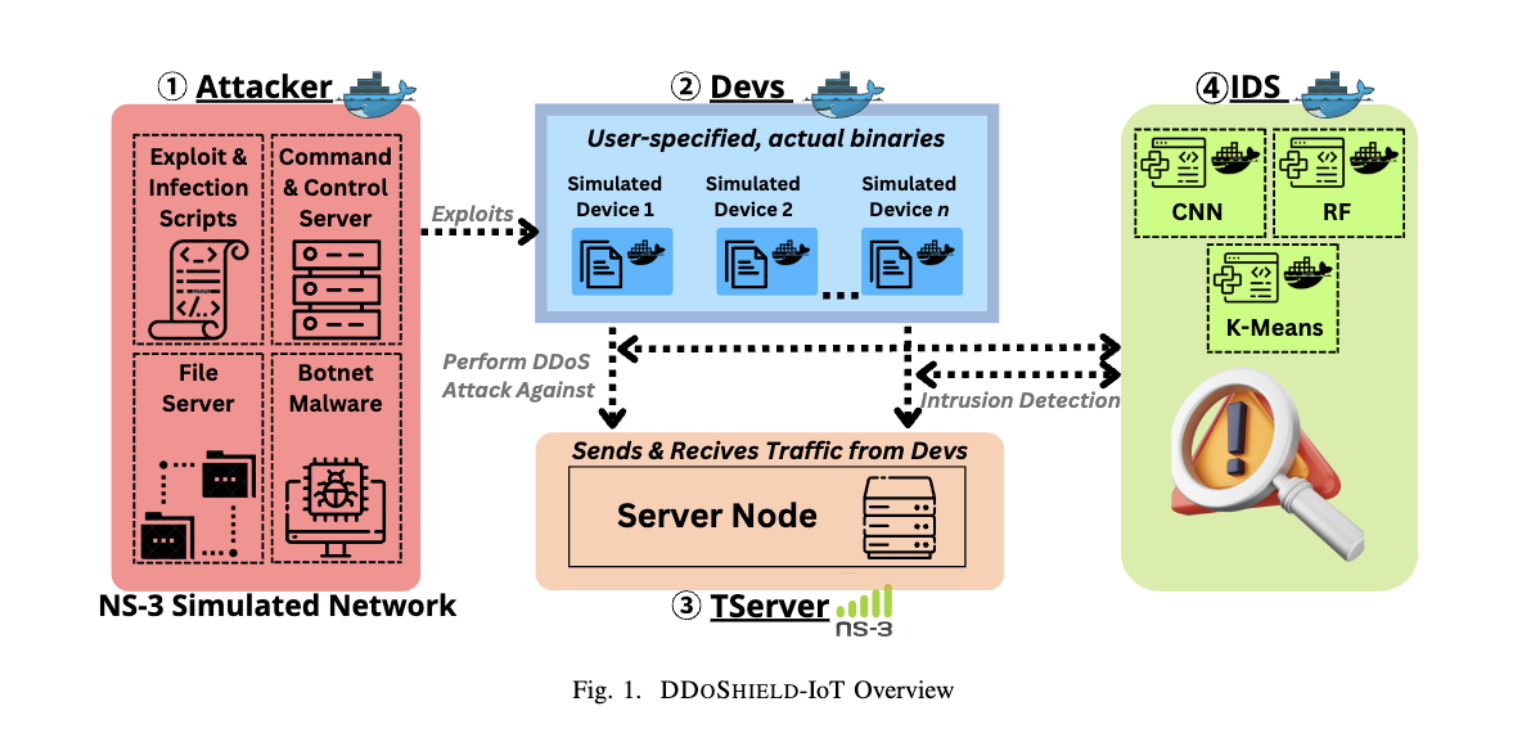 ① Attacker
Exploit &
Infection
Scripts
Command
& Control
Server
File
Server
Botnet
Malware
NS-3 Simulated Network
Exploits
② Devs
User-specified, actual binaries
Simulated
Device 1
Simulated
Device 2
Simulated
Device n
...
Perform DDoS
Attack Against
Intrusion Detection
Sends & Recives Traffic from Devs
Server Node
③ TServer
ns-3
④IDS
CNN
RF
K-Means
Fig. 1. DDOSHIELD-IOT Overview